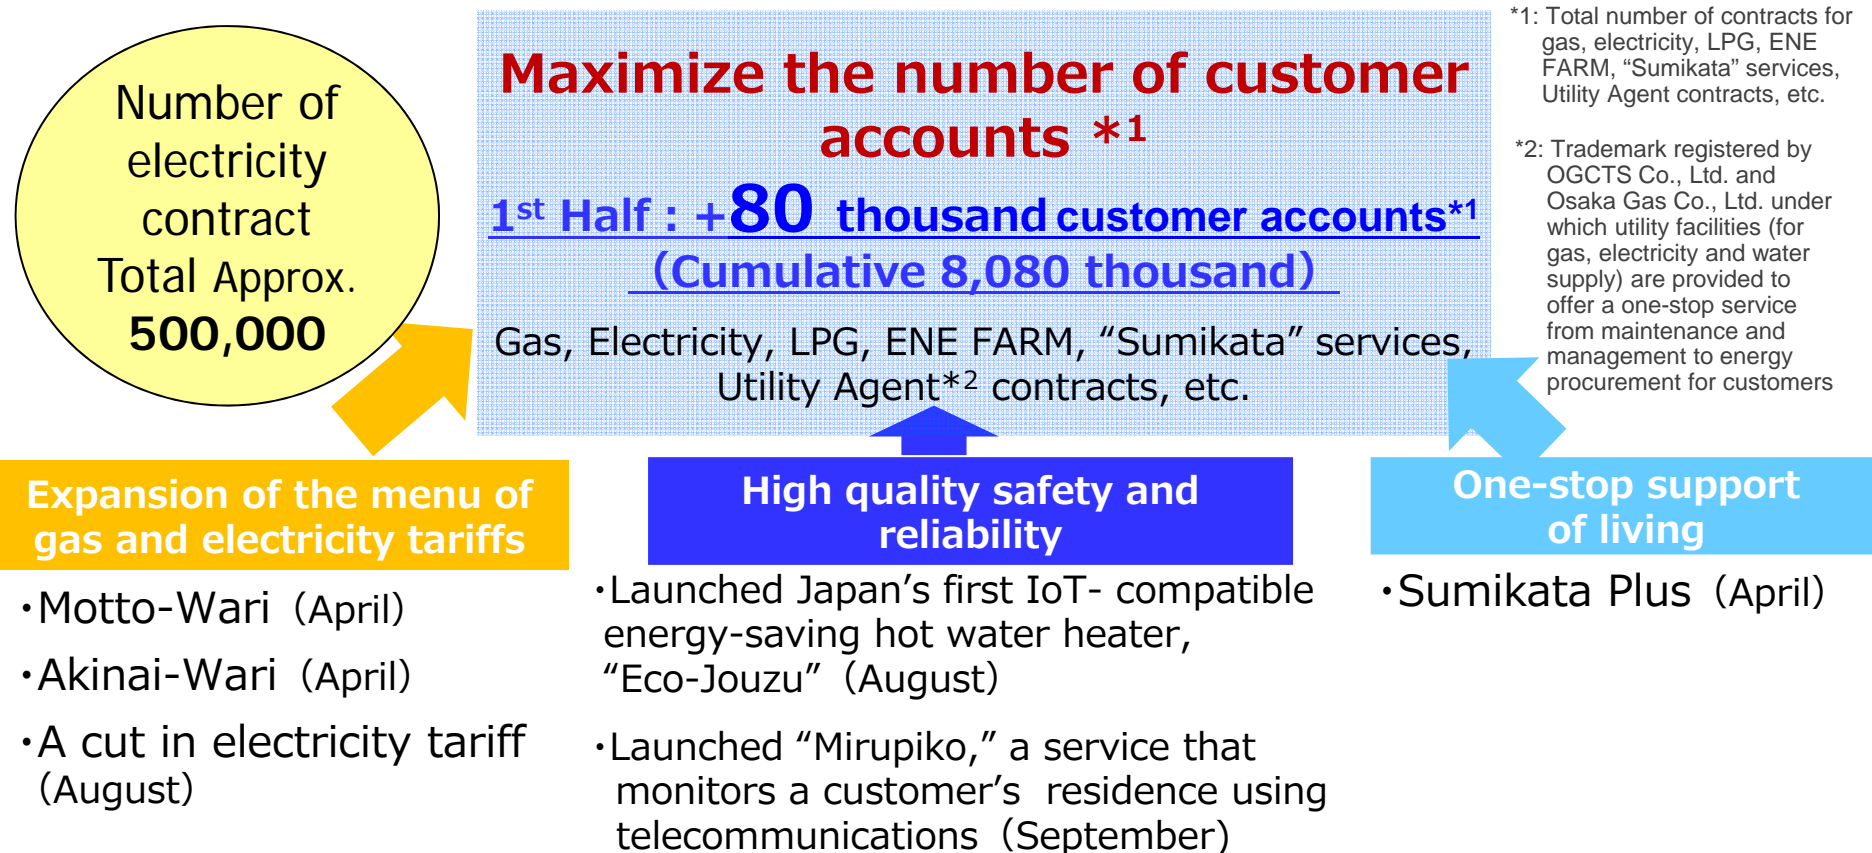 Number of
electricity
contract
Total Approx.
500,000
Maximize the number of customer
accounts *1
1st Half : +80 thousand customer accounts*1
(Cumulative 8,080 thousand)
Gas, Electricity, LPG, ENE FARM, “Sumikata” services,
Utility Agent*2 contracts, etc.
*1: Total number of contracts for
gas, electricity, LPG, ENE
FARM, “Sumikata” services,
Utility Agent contracts, etc.
*2: Trademark registered by
OGCTS Co., Ltd. and
Osaka Gas Co., Ltd. under
which utility facilities (for
gas, electricity and water
supply) are provided to
offer a one-stop service
from maintenance and
management to energy
procurement for customers
Expansion of the menu of
gas and electricity tariffs
・Motto-Wari（April）
・Akinai-Wari（April）
・A cut in electricity tariff
（August）
High quality safety and
reliability
・Launched Japan’s first IoT- compatible
energy-saving hot water heater,
“Eco-Jouzu”（August）
・Launched “Mirupiko,” a service that
monitors a customer’s residence using
telecommunications（September)
One-stop support
of living
・Sumikata Plus（April）